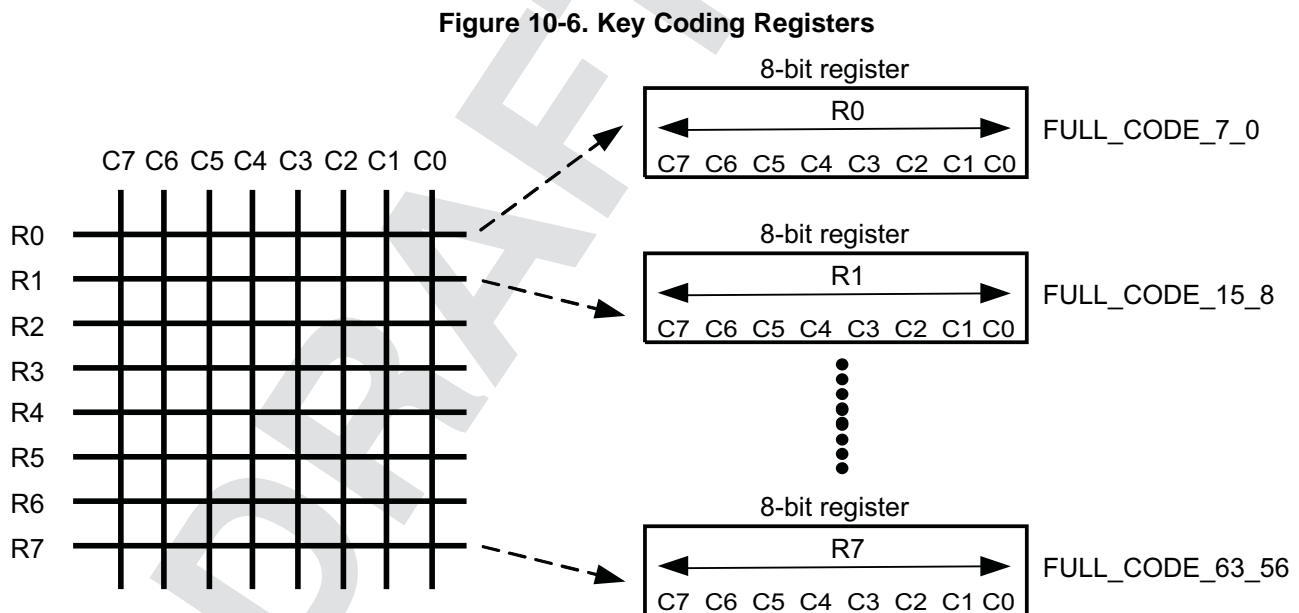 Figure 10-6. Key Coding Registers
8-bit register
R0
C7 C6 C5 C4 C3 C2 C1 C0
FULL_CODE_7_0
C7 C6 C5 C4 C3 C2 C1 C0
R0
R1
R2
R3
R4
R5
R6
R7
8-bit register
R1
C7 C6 C5 C4 C3 C2 C1 C0
FULL_CODE_15_8
8-bit register
R7
C7 C6 C5 C4 C3 C2 C1 C0
FULL_CODE_63_56
DRAFT